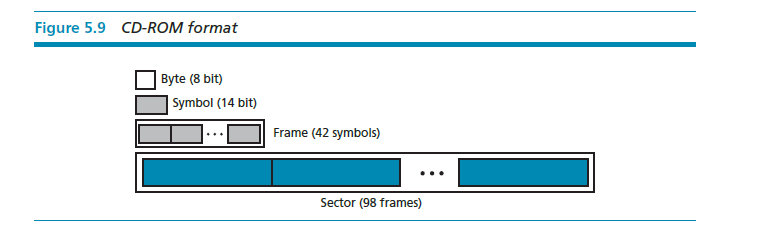 Figure 5.9 CD-ROM format
Byte (8 bit)
Symbol (14 bit)
Frame (42 symbols)
Sector (98 frames)